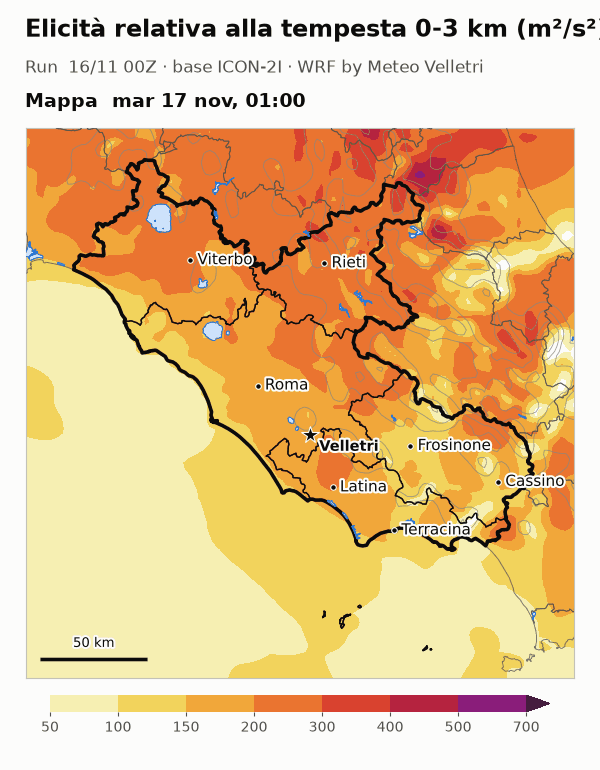 Elicità relativa alla tempesta 0-3 km (m²/s²)
Run 16/11 00Z · base ICON-2I · WRF by Meteo Velletri
Mappa mar 17 nov, 01:00
Viterbo
Rieti
Roma
Velletri
Frosinone
Latina
Cassino
Terracina
50 km
50 100 150 200 300 400 500 700